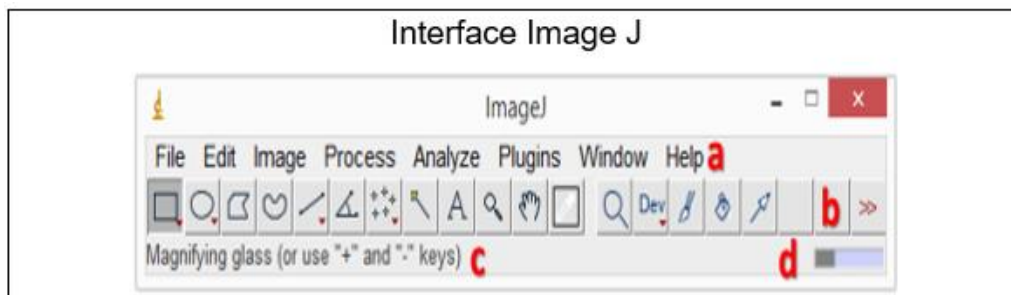 Interface Image J
ImageJ
File Edit Image Process Analyze Plugins Window Help a
A Dev b >>
Magnifying glass (or use "+" and "-" keys) c d